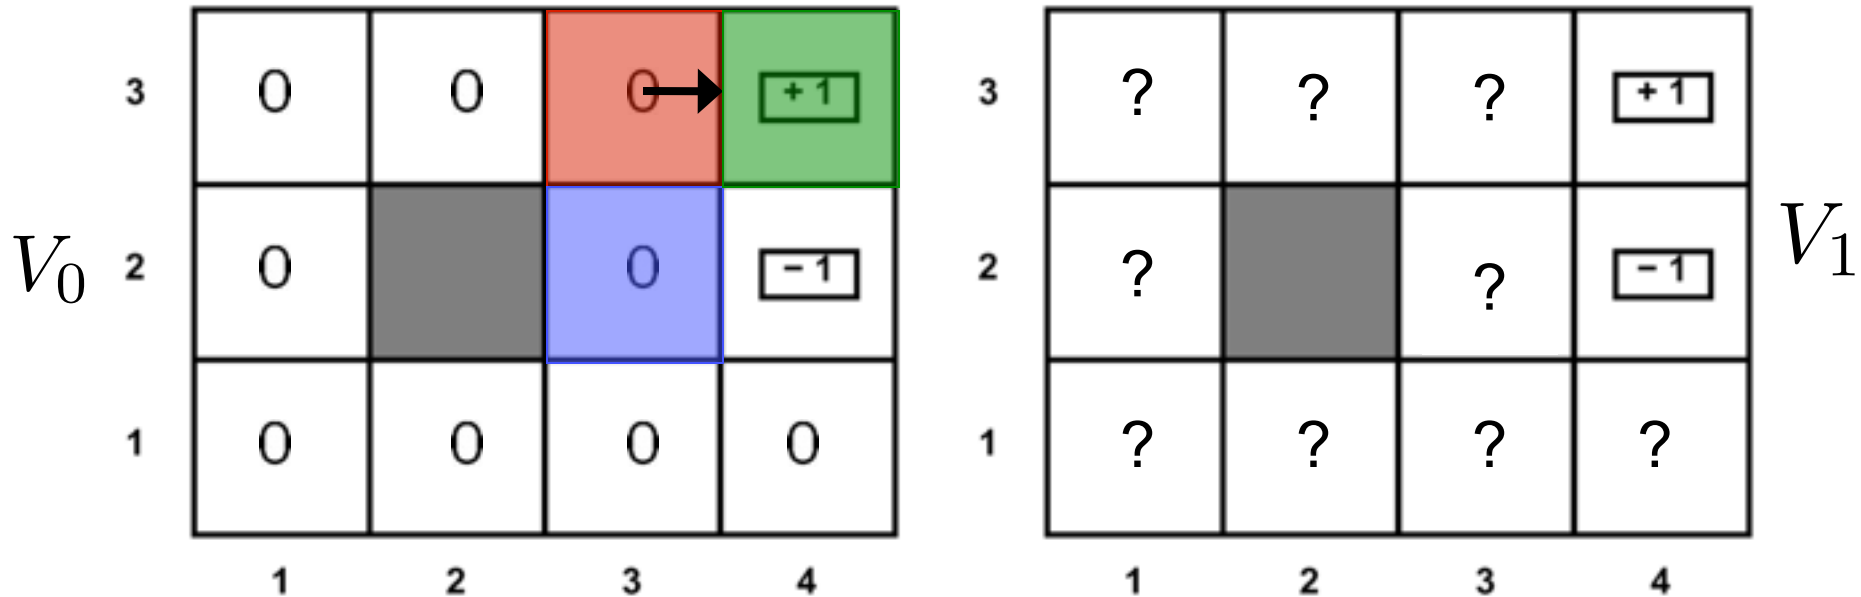 3 0 0 0 + 1
V₀ 2 0 0 − 1
1 0 0 0 0
1 2 3 4
3 ? ? ? + 1
2 ? ? − 1 V₁
1 ? ? ? ?
1 2 3 4